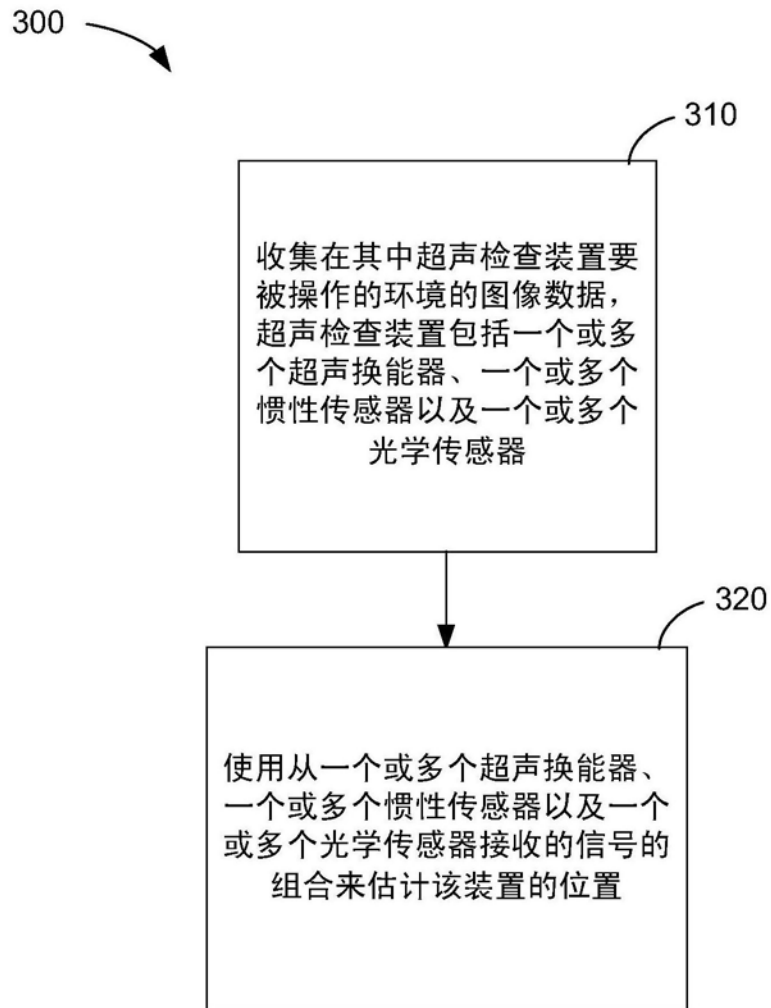 300
310
收集在其中超声检查装置要
被操作的环境的图像数据，
超声检查装置包括一个或多
个超声换能器、一个或多个
惯性传感器以及一个或多个
光学传感器
320
使用从一个或多个超声换能器、
一个或多个惯性传感器以及一个
或多个光学传感器接收的信号的
组合来估计该装置的位置